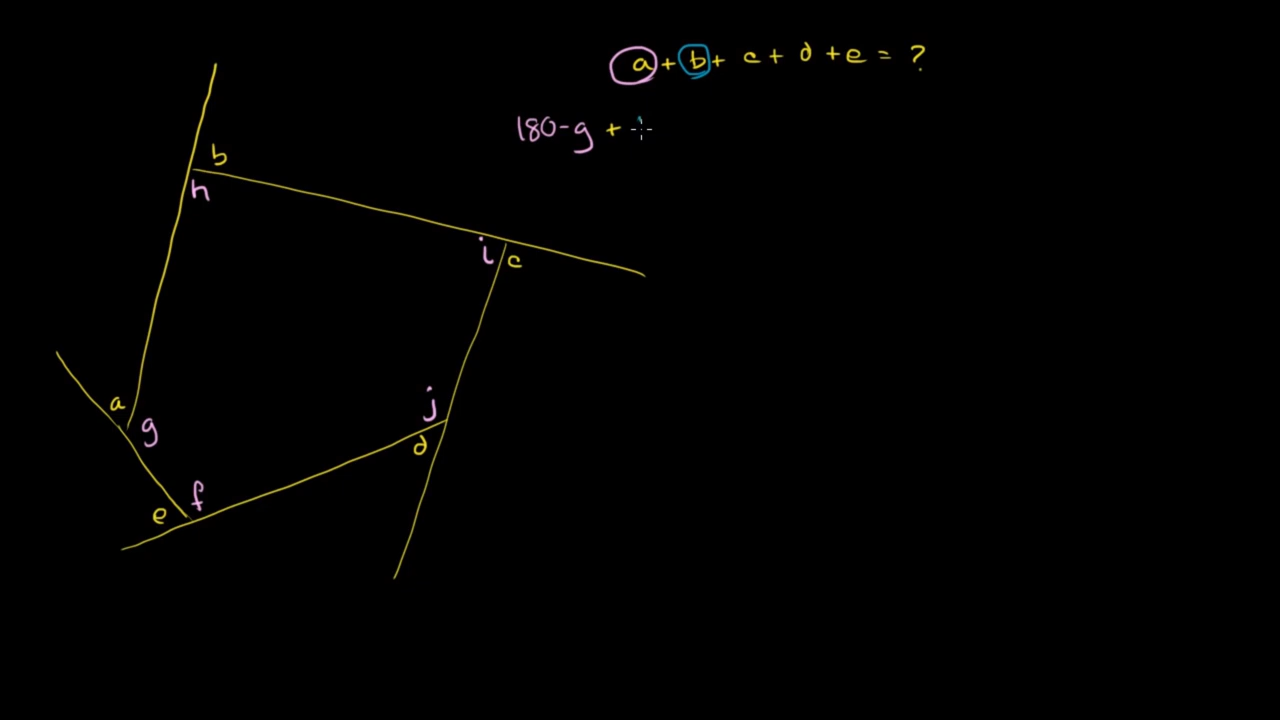 a + b + c + d + e = ?
180-g +
b
h
i c
j
a
g
d
f
e